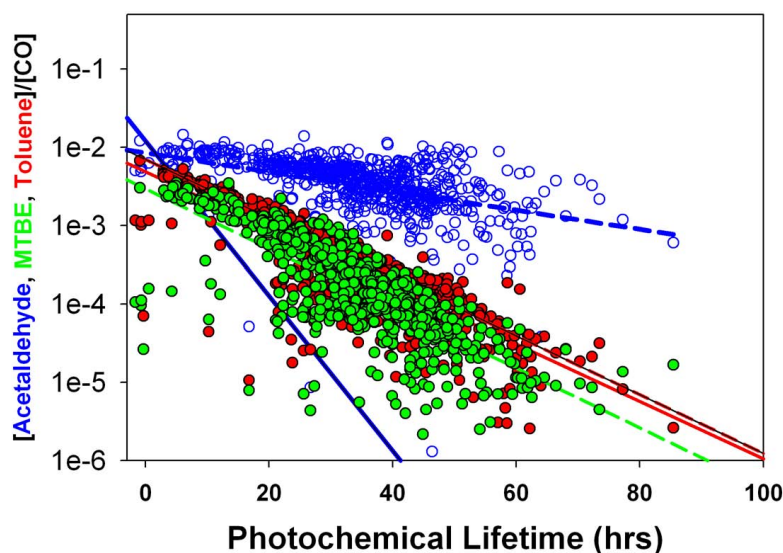 [Acetaldehyde, MTBE, Toluene]/[CO]
1e-1
1e-2
1e-3
1e-4
1e-5
1e-6
0 20 40 60 80 100
Photochemical Lifetime (hrs)